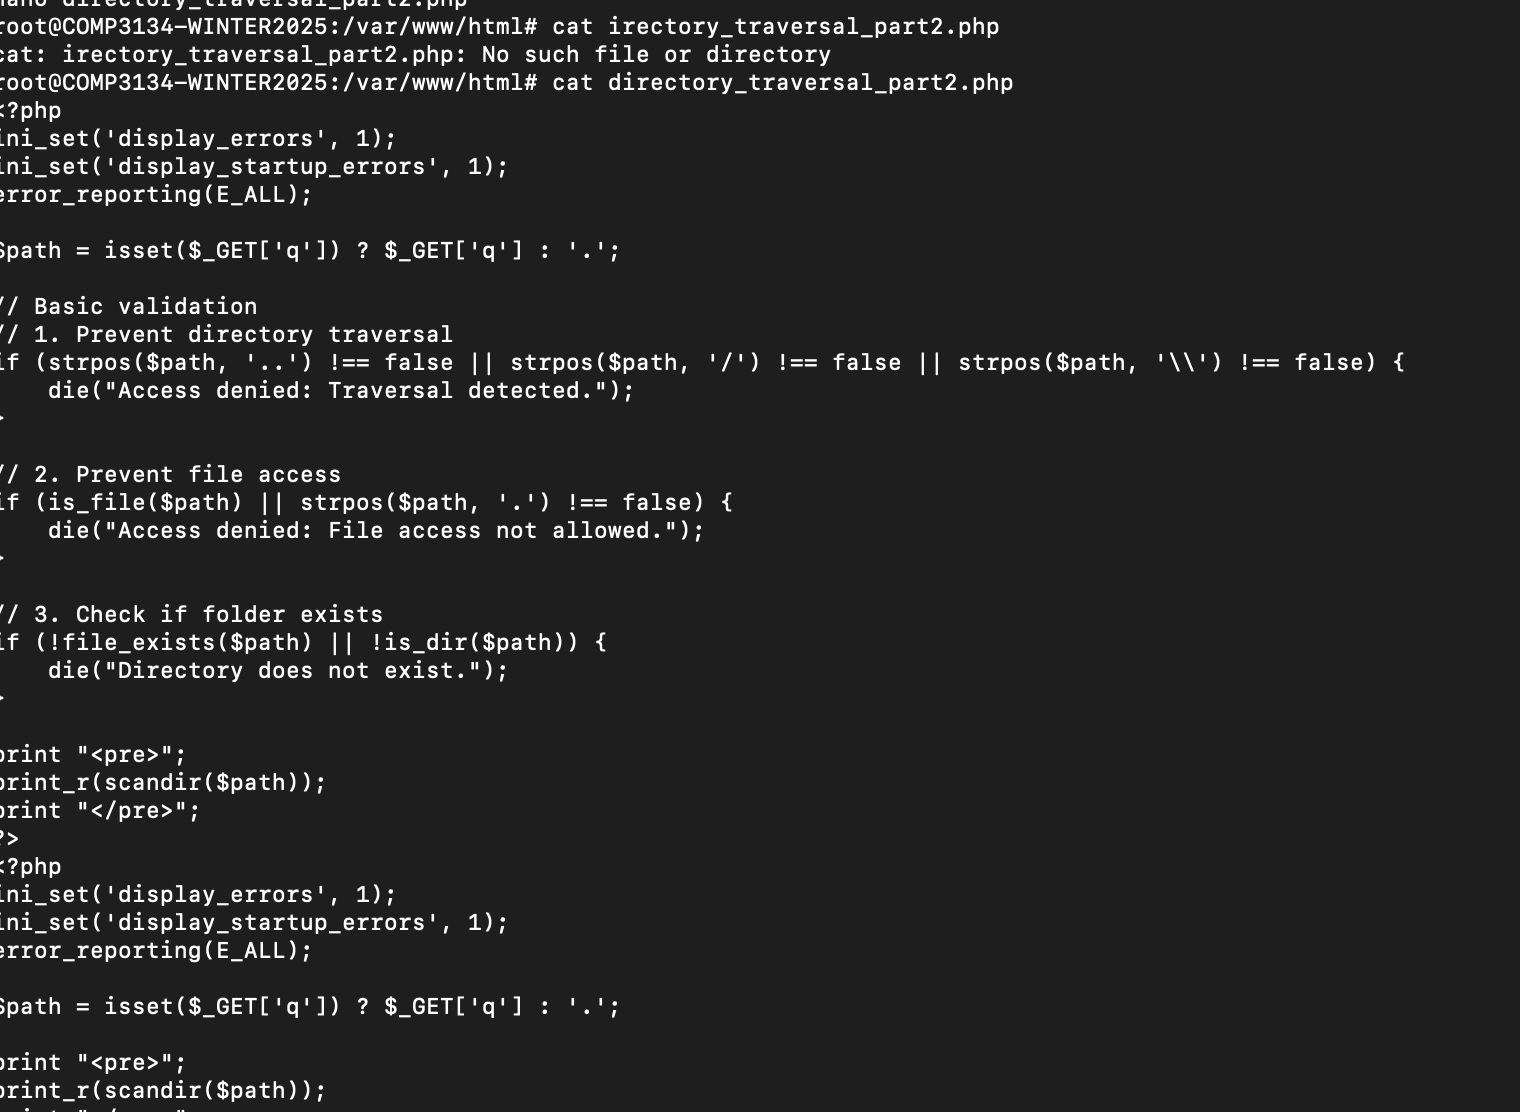 nano directory_traversal_part2.php
root@COMP3134-WINTER2025:/var/www/html# cat irectory_traversal_part2.php
cat: irectory_traversal_part2.php: No such file or directory
root@COMP3134-WINTER2025:/var/www/html# cat directory_traversal_part2.php
<?php
ini_set('display_errors', 1);
ini_set('display_startup_errors', 1);
error_reporting(E_ALL);
$path = isset($_GET['q']) ? $_GET['q'] : '.';
// Basic validation
// 1. Prevent directory traversal
if (strpos($path, '..') !== false || strpos($path, '/') !== false || strpos($path, '\\') !== false) {
    die("Access denied: Traversal detected.");
}
// 2. Prevent file access
if (is_file($path) || strpos($path, '.') !== false) {
    die("Access denied: File access not allowed.");
}
// 3. Check if folder exists
if (!file_exists($path) || !is_dir($path)) {
    die("Directory does not exist.");
}
print "<pre>";
print_r(scandir($path));
print "</pre>";
?>
<?php
ini_set('display_errors', 1);
ini_set('display_startup_errors', 1);
error_reporting(E_ALL);
$path = isset($_GET['q']) ? $_GET['q'] : '.';
print "<pre>";
print_r(scandir($path));